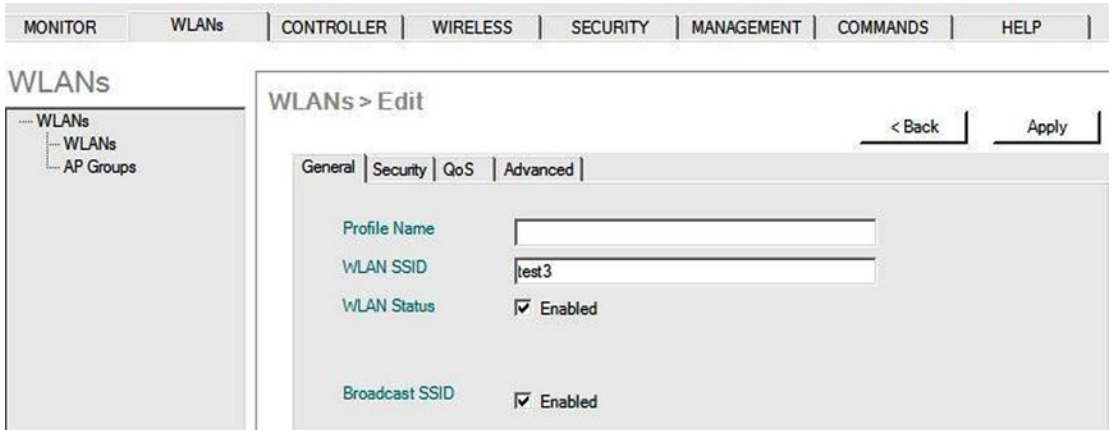 MONITOR WLANs CONTROLLER WIRELESS SECURITY MANAGEMENT COMMANDS HELP
WLANs
WLANs
WLANs
AP Groups
WLANs > Edit
< Back Apply
General Security QoS Advanced
Profile Name
WLAN SSID test3
WLAN Status Enabled
Broadcast SSID Enabled